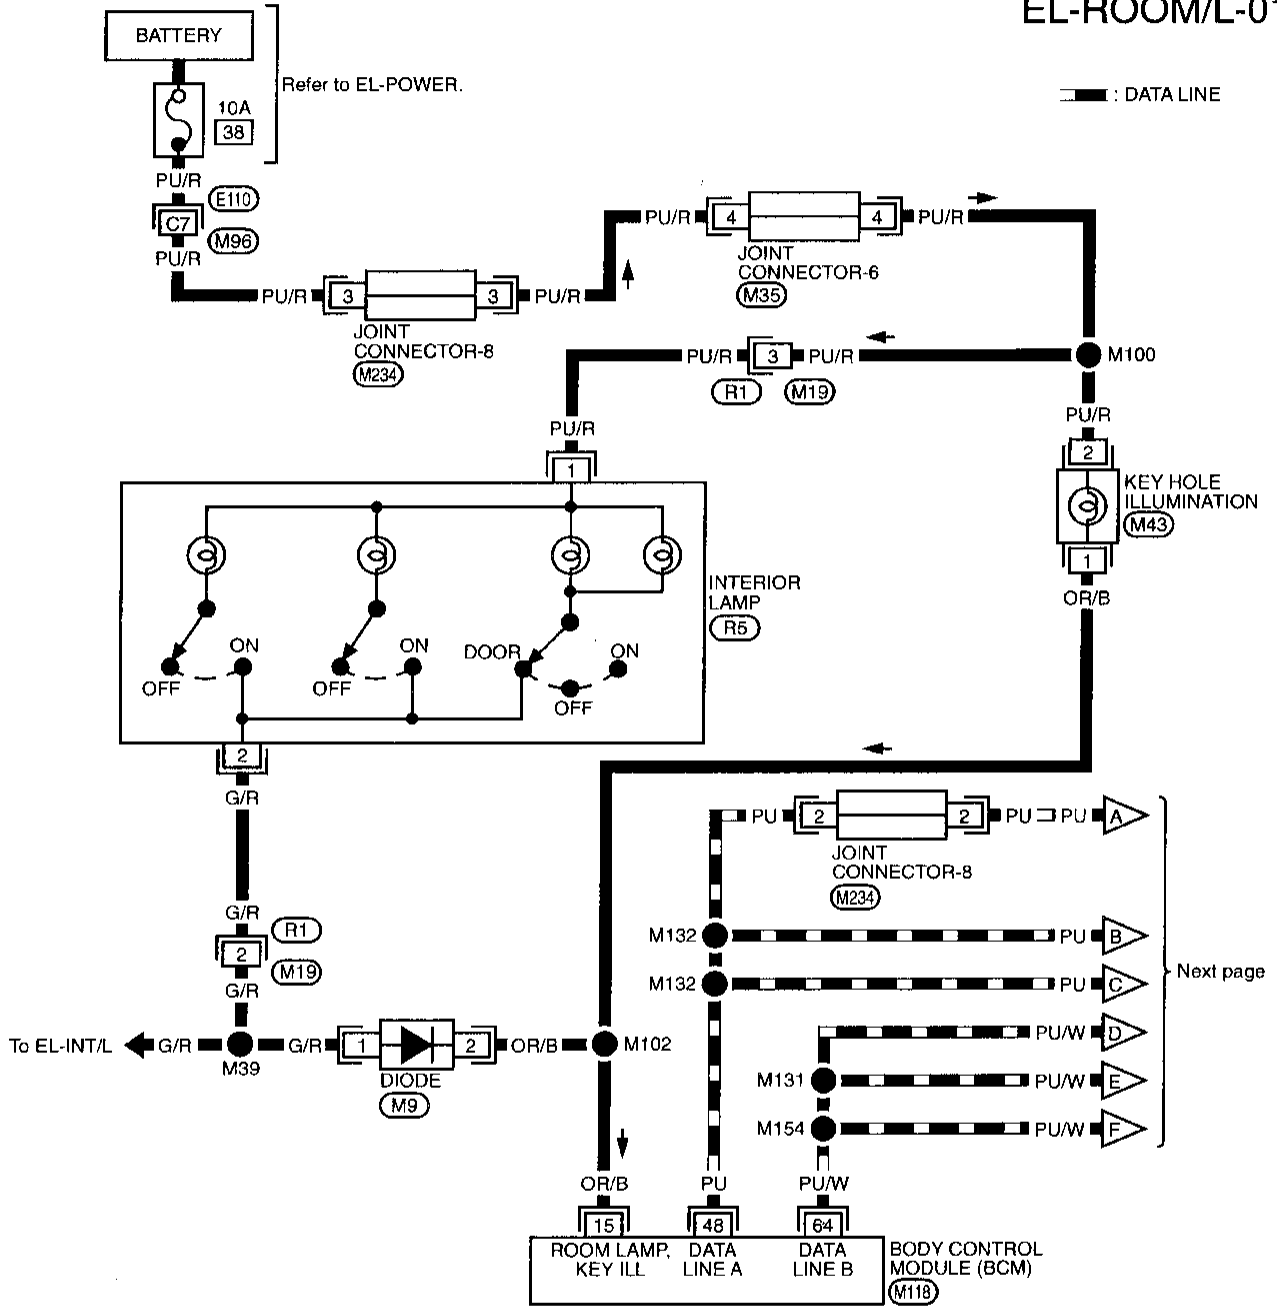 EL-ROOM/L-01
BATTERY
Refer to EL-POWER.
: DATA LINE
10A
38
PU/R
E110
C7
M96
PU/R
PU/R
3
3
PU/R
JOINT
CONNECTOR-8
M234
PU/R
4
4
PU/R
JOINT
CONNECTOR-6
M35
PU/R
3
PU/R
M100
R1
M19
PU/R
2
KEY HOLE
ILLUMINATION
M43
1
OR/B
PU/R
1
INTERIOR
LAMP
R5
ON
OFF
ON
OFF
DOOR
ON
OFF
2
G/R
G/R
R1
2
M19
G/R
To EL-INT/L
G/R
M39
G/R
1
2
OR/B
M102
DIODE
M9
PU
2
2
PU
PU
A
JOINT
CONNECTOR-8
M234
M132
PU
B
M132
PU
C
PU/W
D
M131
PU/W
E
M154
PU/W
F
Next page
OR/B
PU
PU/W
15
48
64
ROOM LAMP,
KEY ILL
DATA
LINE A
DATA
LINE B
BODY CONTROL
MODULE (BCM)
M118